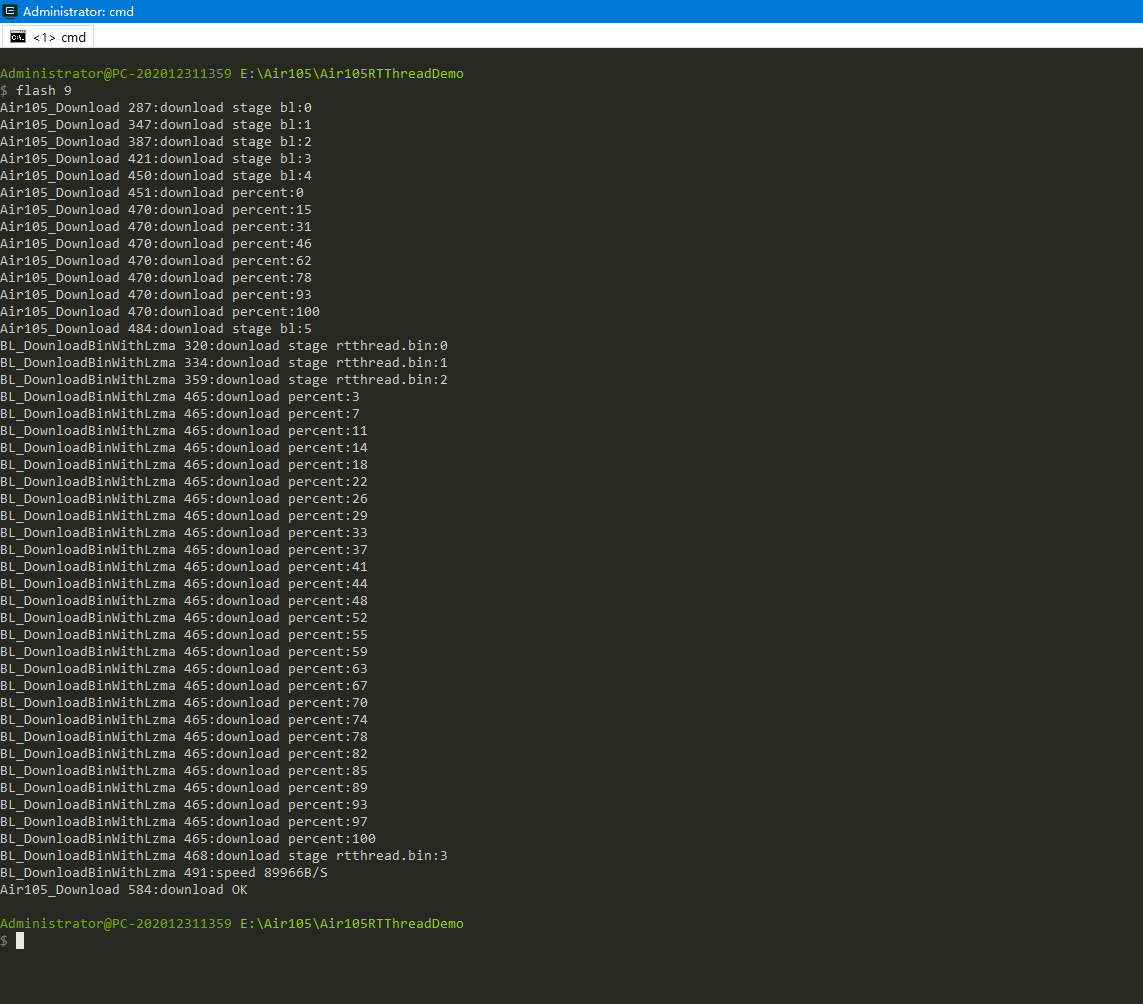 Administrator: cmd
<1> cmd
Administrator@PC-202012311359 E:\Air105\Air105RTThreadDemo
$ flash 9
Air105_Download 287:download stage bl:0
Air105_Download 347:download stage bl:1
Air105_Download 387:download stage bl:2
Air105_Download 421:download stage bl:3
Air105_Download 450:download stage bl:4
Air105_Download 451:download percent:0
Air105_Download 470:download percent:15
Air105_Download 470:download percent:31
Air105_Download 470:download percent:46
Air105_Download 470:download percent:62
Air105_Download 470:download percent:78
Air105_Download 470:download percent:93
Air105_Download 470:download percent:100
Air105_Download 484:download stage bl:5
BL_DownloadBinWithLzma 320:download stage rtthread.bin:0
BL_DownloadBinWithLzma 334:download stage rtthread.bin:1
BL_DownloadBinWithLzma 359:download stage rtthread.bin:2
BL_DownloadBinWithLzma 465:download percent:3
BL_DownloadBinWithLzma 465:download percent:7
BL_DownloadBinWithLzma 465:download percent:11
BL_DownloadBinWithLzma 465:download percent:14
BL_DownloadBinWithLzma 465:download percent:18
BL_DownloadBinWithLzma 465:download percent:22
BL_DownloadBinWithLzma 465:download percent:26
BL_DownloadBinWithLzma 465:download percent:29
BL_DownloadBinWithLzma 465:download percent:33
BL_DownloadBinWithLzma 465:download percent:37
BL_DownloadBinWithLzma 465:download percent:41
BL_DownloadBinWithLzma 465:download percent:44
BL_DownloadBinWithLzma 465:download percent:48
BL_DownloadBinWithLzma 465:download percent:52
BL_DownloadBinWithLzma 465:download percent:55
BL_DownloadBinWithLzma 465:download percent:59
BL_DownloadBinWithLzma 465:download percent:63
BL_DownloadBinWithLzma 465:download percent:67
BL_DownloadBinWithLzma 465:download percent:70
BL_DownloadBinWithLzma 465:download percent:74
BL_DownloadBinWithLzma 465:download percent:78
BL_DownloadBinWithLzma 465:download percent:82
BL_DownloadBinWithLzma 465:download percent:85
BL_DownloadBinWithLzma 465:download percent:89
BL_DownloadBinWithLzma 465:download percent:93
BL_DownloadBinWithLzma 465:download percent:97
BL_DownloadBinWithLzma 465:download percent:100
BL_DownloadBinWithLzma 468:download stage rtthread.bin:3
BL_DownloadBinWithLzma 491:speed 89966B/S
Air105_Download 584:download OK
Administrator@PC-202012311359 E:\Air105\Air105RTThreadDemo
$